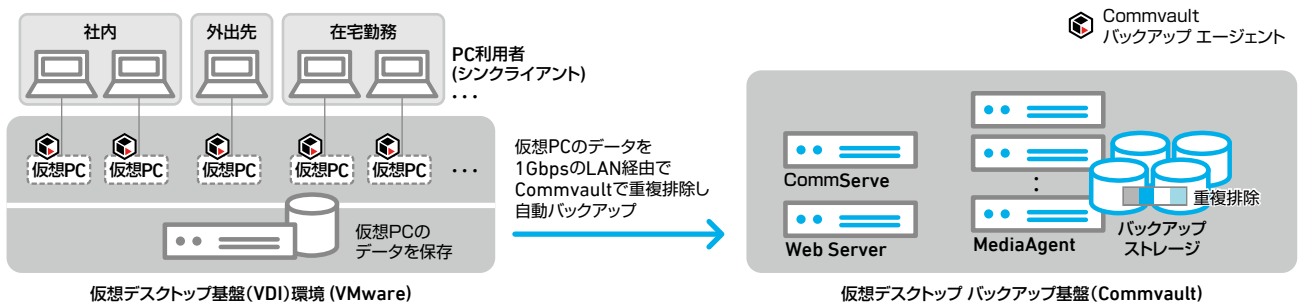 社内
外出先
在宅勤務
PC利用者
(シンクライアント)
・・・
仮想PC
仮想PC
仮想PC
仮想PC
仮想PC
・・・
仮想PCの
データを保存
仮想デスクトップ基盤(VDI)環境 (VMware)
仮想PCのデータを
1GbpsのLAN経由で
Commvaultで重複排除し
自動バックアップ
Commvault
バックアップ エージェント
CommServe
Web Server
:
MediaAgent
重複排除
バックアップ
ストレージ
仮想デスクトップ バックアップ基盤(Commvault)